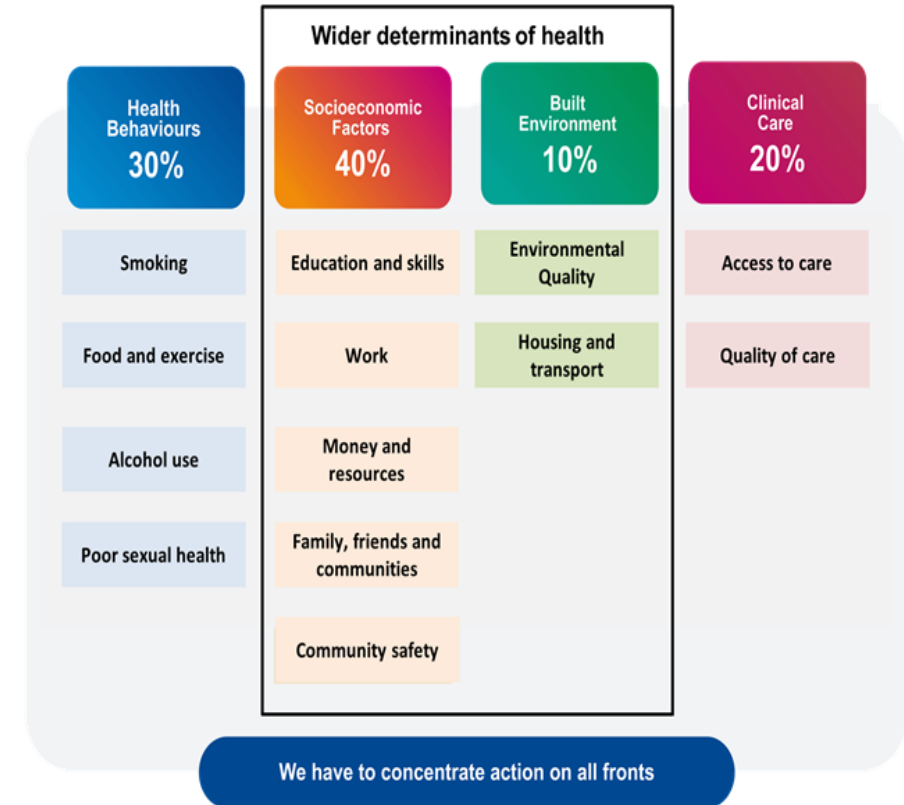 Wider determinants of health
Health
Behaviours
30%
Smoking
Food and exercise
Alcohol use
Poor sexual health
Socioeconomic
Factors
40%
Education and skills
Work
Money and
resources
Family, friends and
communities
Community safety
Built
Environment
10%
Environmental
Quality
Housing and
transport
Clinical
Care
20%
Access to care
Quality of care
We have to concentrate action on all fronts